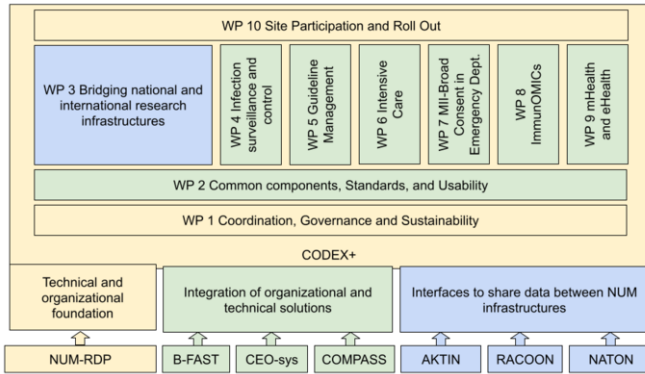 WP 10 Site Participation and Roll Out
WP 3 Bridging national and
international research
infrastructures
WP 4 Infection
surveillance and
control
WP 5 Guideline
Management
WP 6 Intensive
Care
WP 7 MII-Broad
Consent in
Emergency Dept.
WP 8
ImmunOMICs
WP 9 mHealth
and eHealth
WP 2 Common components, Standards, and Usability
WP 1 Coordination, Governance and Sustainability
CODEX+
Technical and
organizational
foundation
Integration of organizational and
technical solutions
Interfaces to share data between NUM
infrastructures
NUM-RDP
B-FAST
CEO-sys
COMPASS
AKTIN
RACOON
NATON